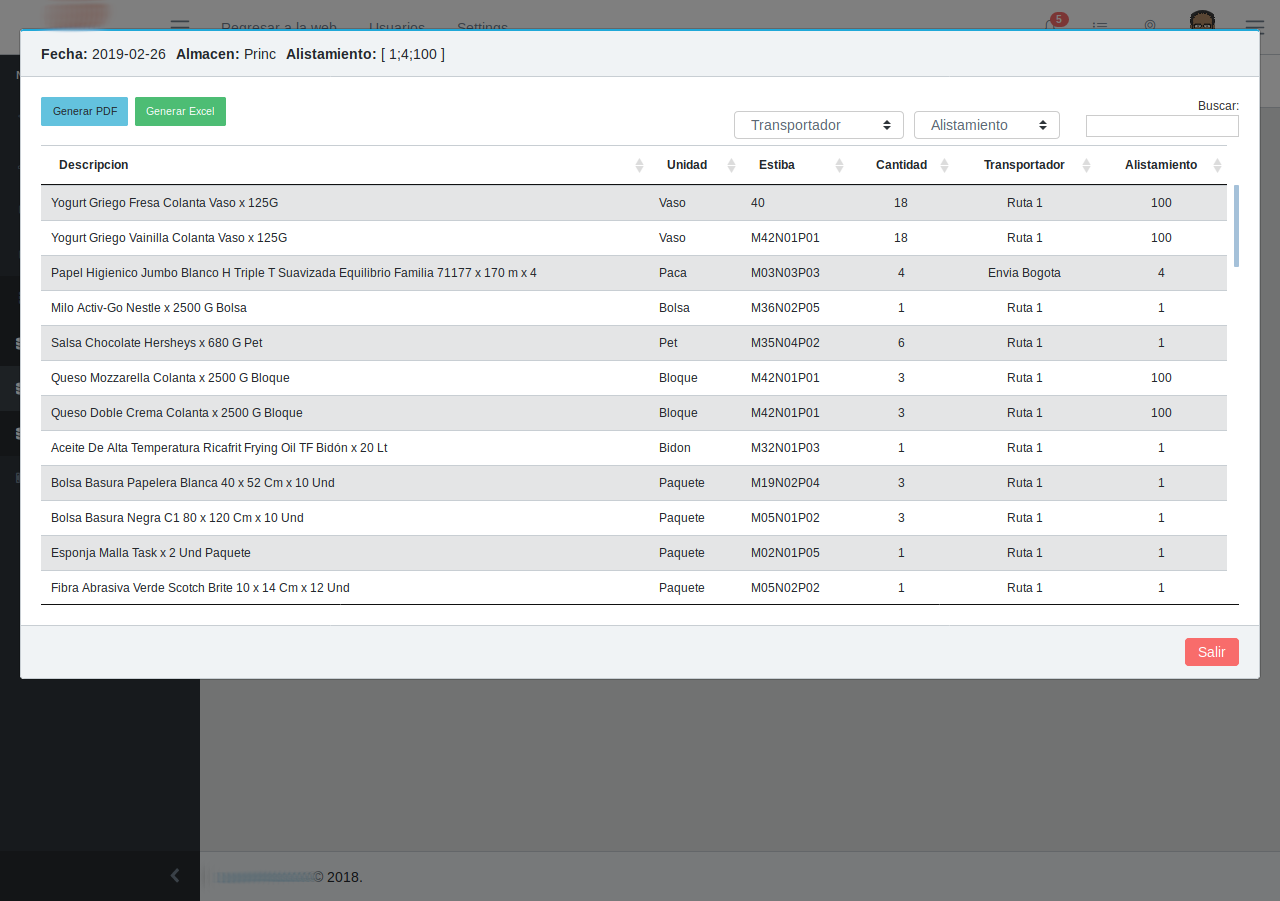 Regresar a la web Usuarios Settings 5
Fecha: 2019-02-26 Almacen: Princ Alistamiento: [ 1;4;100 ]
Generar PDF Generar Excel
Buscar:
Transportador Alistamiento
Descripcion Unidad Estiba Cantidad Transportador Alistamiento
Yogurt Griego Fresa Colanta Vaso x 125G Vaso 40 18 Ruta 1 100
Yogurt Griego Vainilla Colanta Vaso x 125G Vaso M42N01P01 18 Ruta 1 100
Papel Higienico Jumbo Blanco H Triple T Suavizada Equilibrio Familia 71177 x 170 m x 4 Paca M03N03P03 4 Envia Bogota 4
Milo Activ-Go Nestle x 2500 G Bolsa Bolsa M36N02P05 1 Ruta 1 1
Salsa Chocolate Hersheys x 680 G Pet Pet M35N04P02 6 Ruta 1 1
Queso Mozzarella Colanta x 2500 G Bloque Bloque M42N01P01 3 Ruta 1 100
Queso Doble Crema Colanta x 2500 G Bloque Bloque M42N01P01 3 Ruta 1 100
Aceite De Alta Temperatura Ricafrit Frying Oil TF Bidón x 20 Lt Bidon M32N01P03 1 Ruta 1 1
Bolsa Basura Papelera Blanca 40 x 52 Cm x 10 Und Paquete M19N02P04 3 Ruta 1 1
Bolsa Basura Negra C1 80 x 120 Cm x 10 Und Paquete M05N01P02 3 Ruta 1 1
Esponja Malla Task x 2 Und Paquete Paquete M02N01P05 1 Ruta 1 1
Fibra Abrasiva Verde Scotch Brite 10 x 14 Cm x 12 Und Paquete M05N02P02 1 Ruta 1 1
Salir
© 2018.